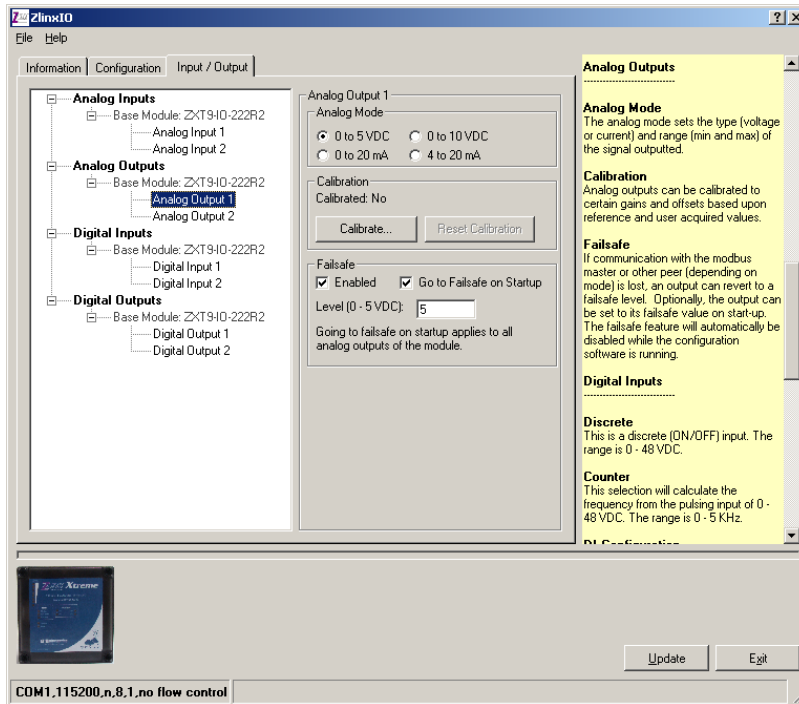 ZlinxIO
File Help
Information Configuration Input / Output
Analog Inputs
Base Module: ZXT9-IO-222R2
Analog Input 1
Analog Input 2
Analog Outputs
Base Module: ZXT9-IO-222R2
Analog Output 1
Analog Output 2
Digital Inputs
Base Module: ZXT9-IO-222R2
Digital Input 1
Digital Input 2
Digital Outputs
Base Module: ZXT9-IO-222R2
Digital Output 1
Digital Output 2
Analog Output 1
Analog Mode
0 to 5 VDC 0 to 10 VDC
0 to 20 mA 4 to 20 mA
Calibration
Calibrated: No
Calibrate... Reset Calibration
Failsafe
Enabled Go to Failsafe on Startup
Level (0 - 5 VDC): 5
Going to failsafe on startup applies to all
analog outputs of the module.
Analog Outputs
-----------------------
Analog Mode
The analog mode sets the type (voltage
or current) and range (min and max) of
the signal outputted.
Calibration
Analog outputs can be calibrated to
certain gains and offsets based upon
reference and user acquired values.
Failsafe
If communication with the modbus
master or other peer (depending on
mode) is lost, an output can revert to a
failsafe level. Optionally, the output can
be set to its failsafe value on start-up.
The failsafe feature will automatically be
disabled while the configuration
software is running.
Digital Inputs
-----------------------
Discrete
This is a discrete (ON/OFF) input. The
range is 0 - 48 VDC.
Counter
This selection will calculate the
frequency from the pulsing input of 0 -
48 VDC. The range is 0 - 5 KHz.
DI Configuration
Xtreme
Update Exit
COM1,115200,n,8,1,no flow control